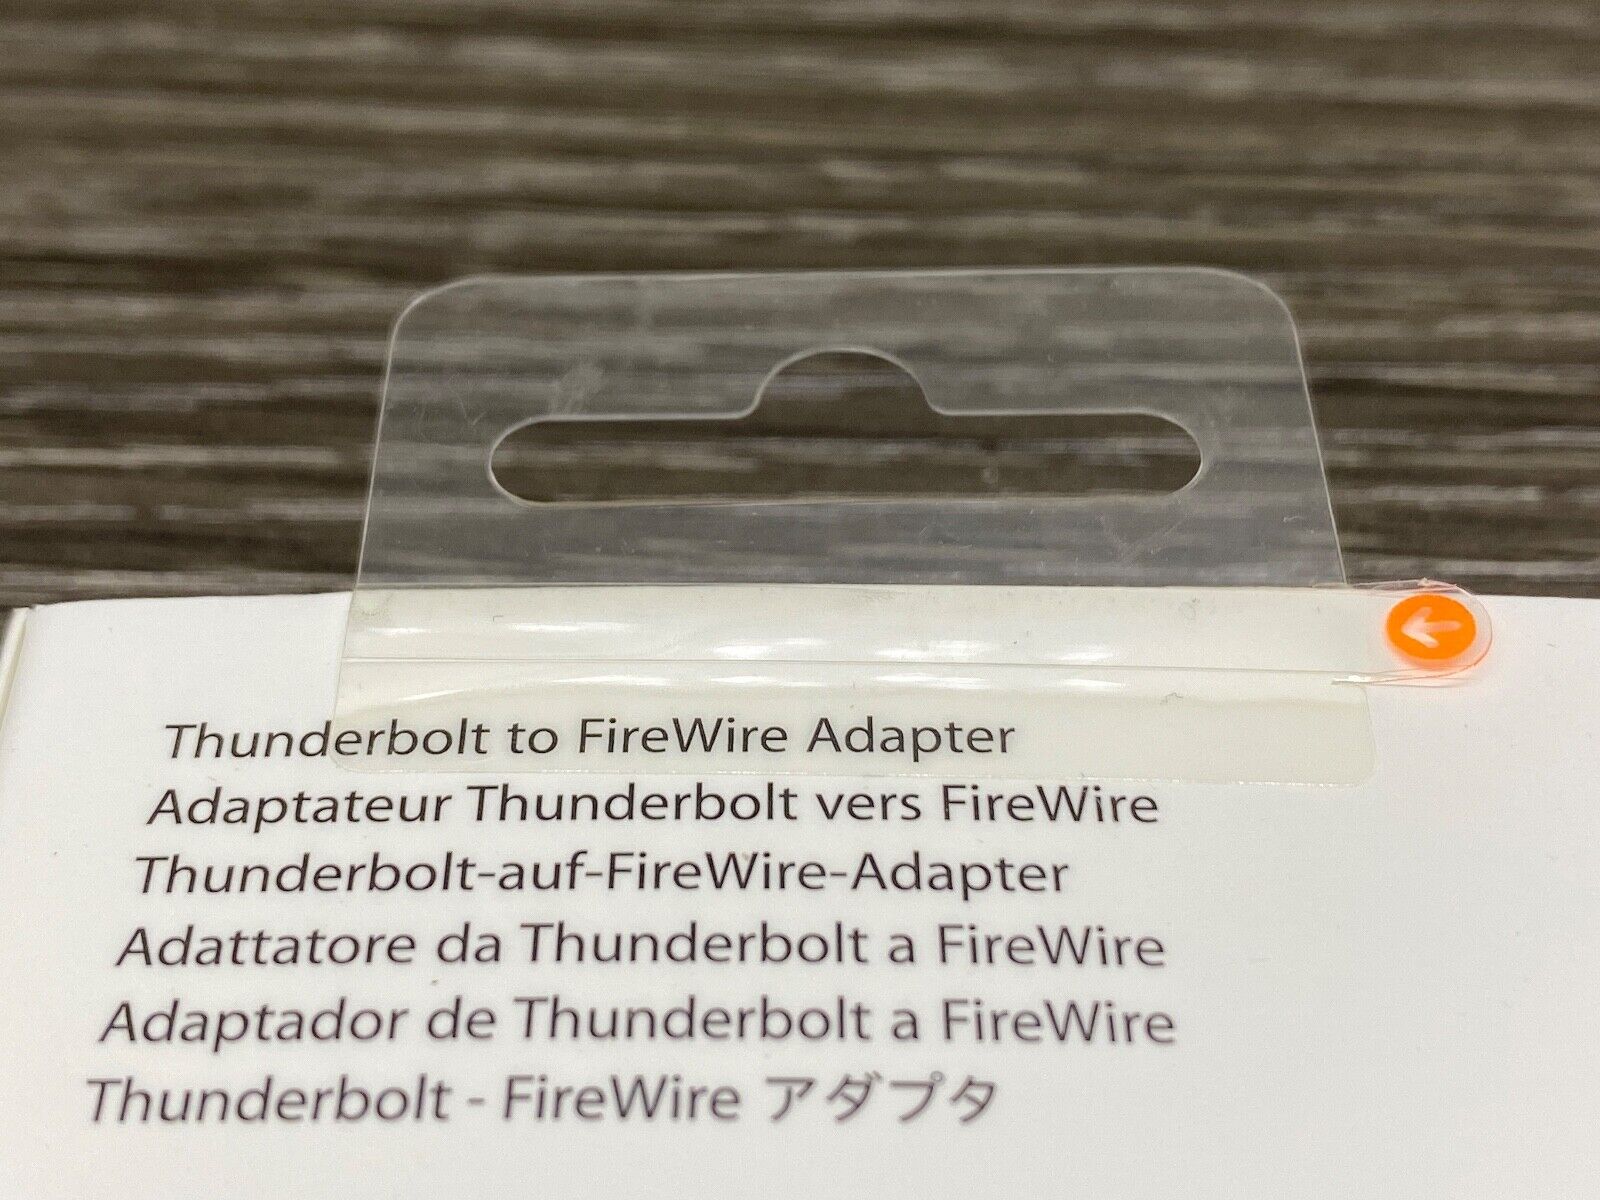 Thunderbolt to FireWire Adapter
Adaptateur Thunderbolt vers FireWire
Thunderbolt-auf-FireWire-Adapter
Adattatore da Thunderbolt a FireWire
Adaptador de Thunderbolt a FireWire
Thunderbolt - FireWire アダプタ